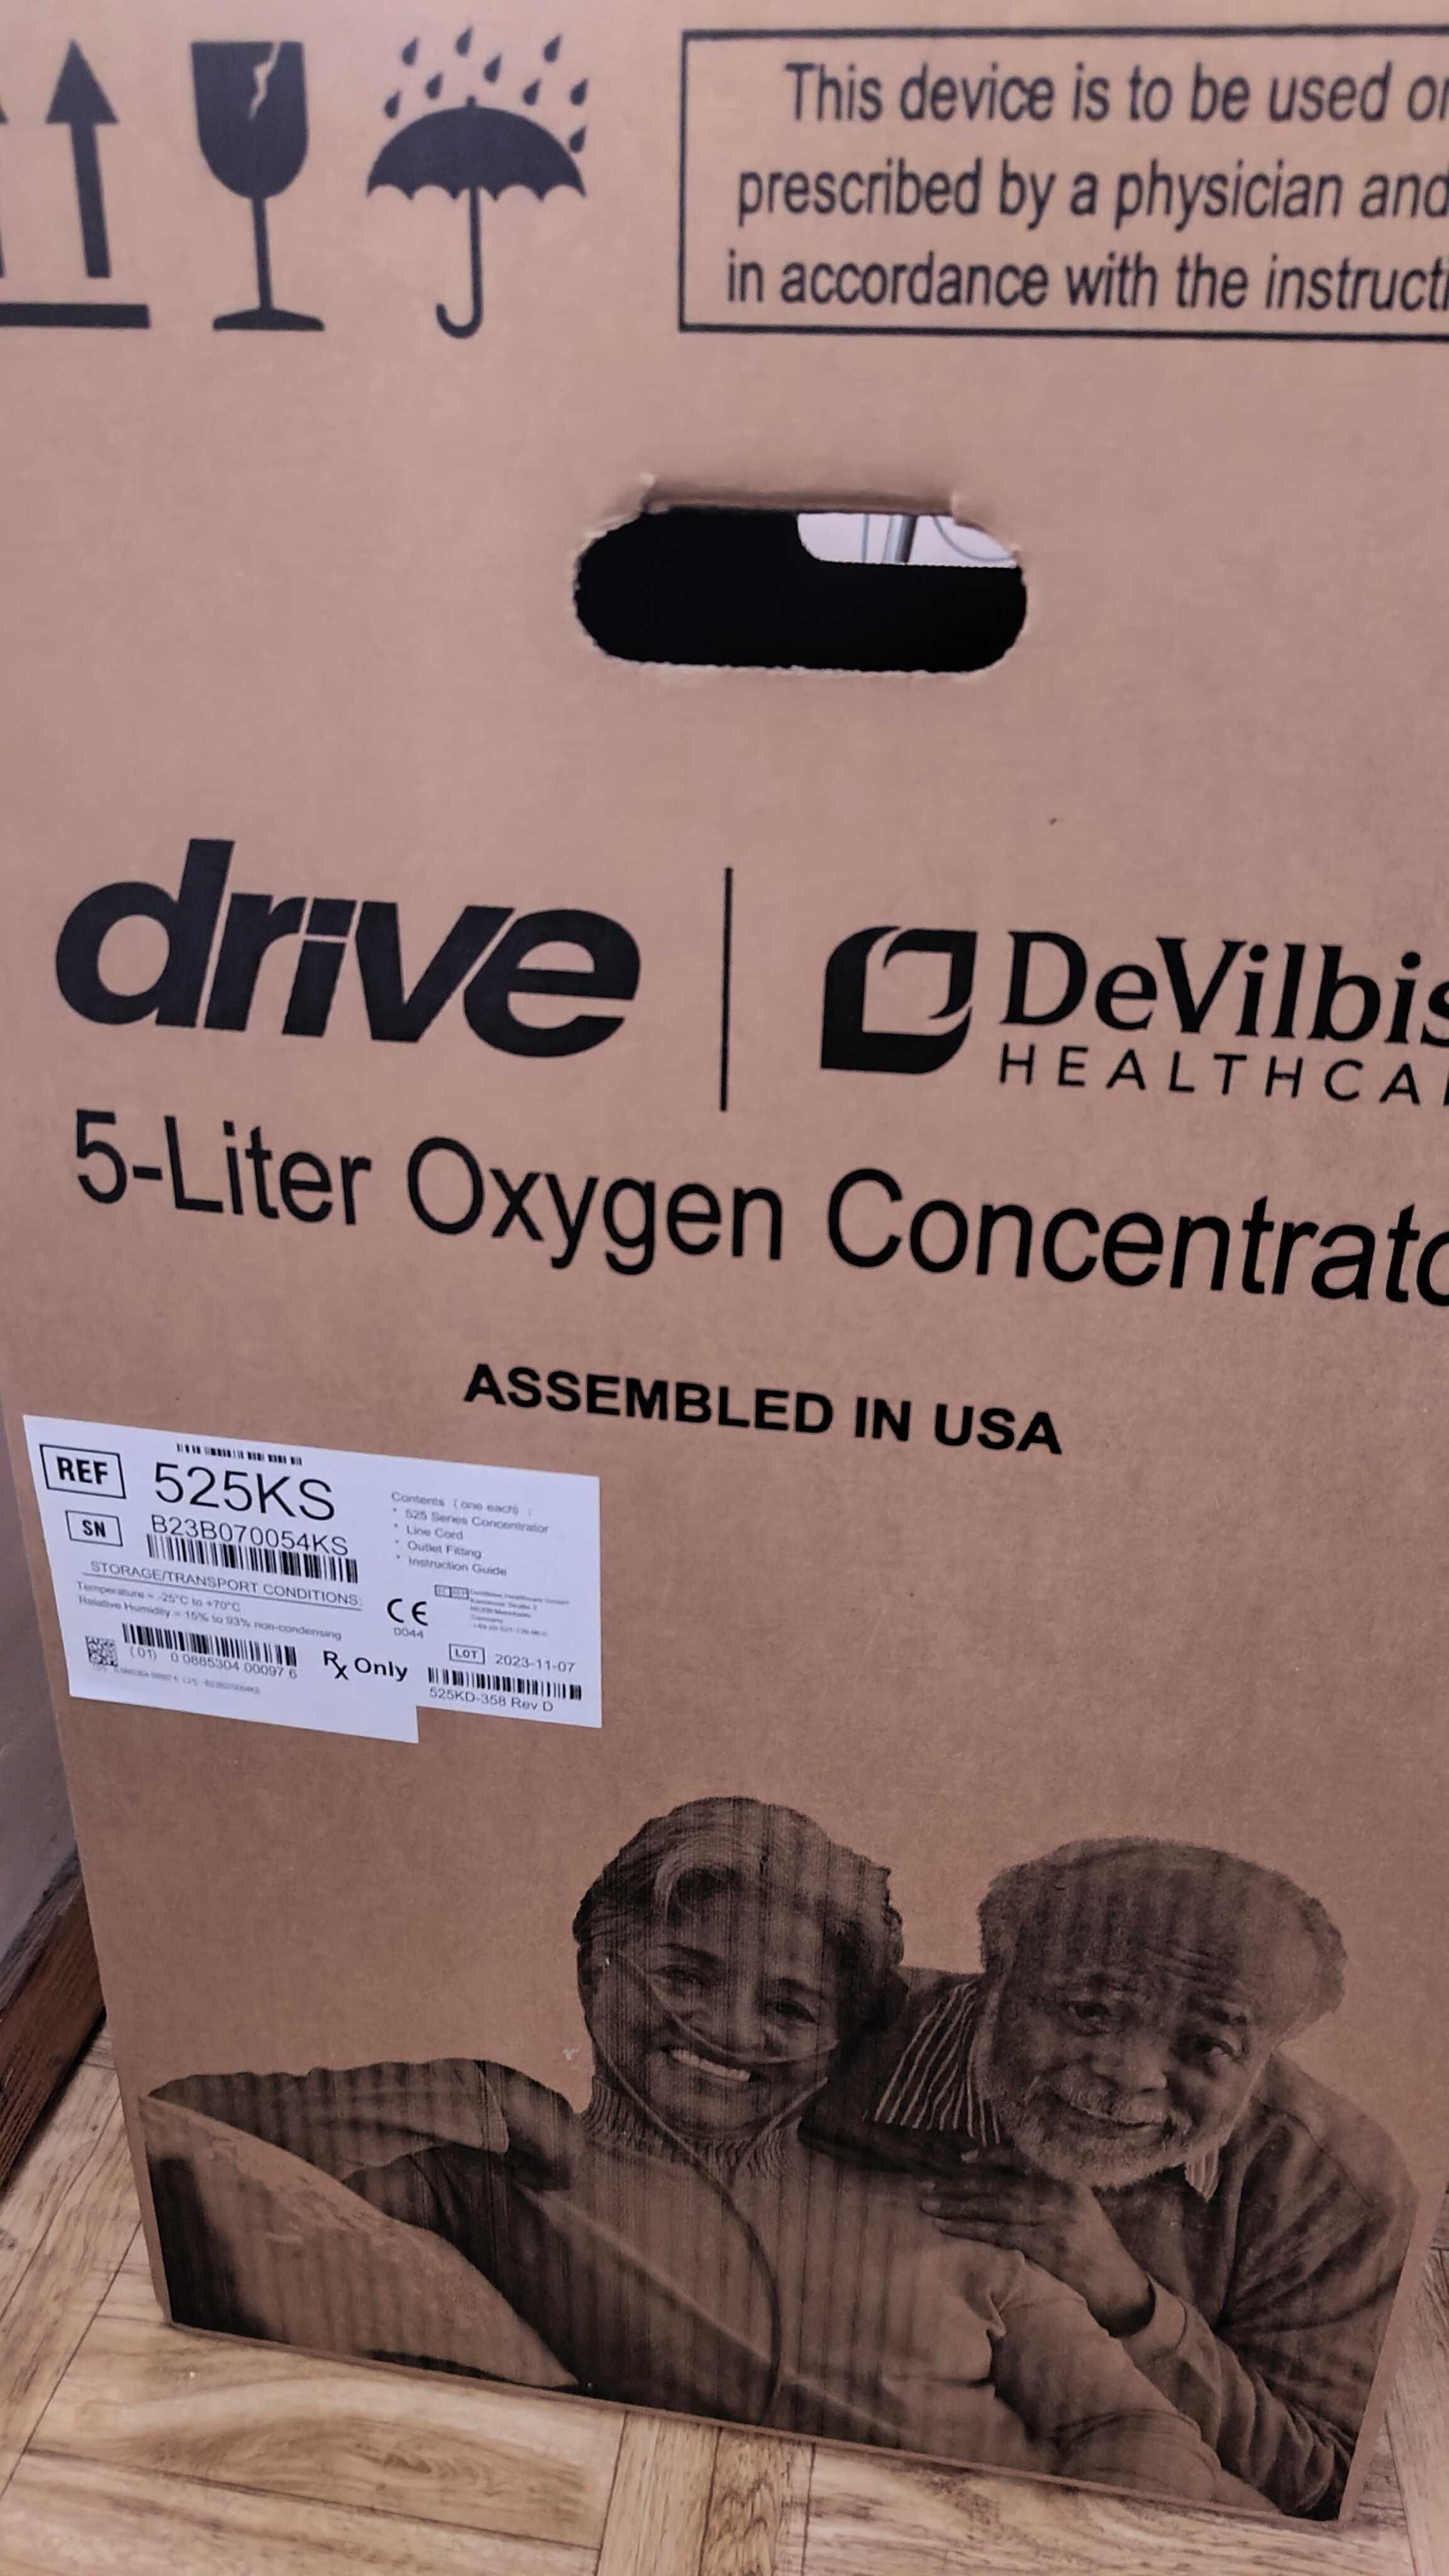 This device is to be used
prescribed by a physician and
in accordance with the instructi
drive
DeVilbis
HEALTHCA
5-Liter Oxygen Concentrato
ASSEMBLED IN USA
REF 525KS
SN B23B070054KS
STORAGE/TRANSPORT CONDITIONS:
Temperature = -25°C to +70°C
Relative Humidity = 15% to 93% non-condensing
(01) 0 0885304 00097 6
Rx Only
Contents (one each) :
* 525 Series Concentrator
* Line Cord
* Outlet Fitting
* Instruction Guide
CE
0044
LOT 2023-11-07
525KD-358 Rev D